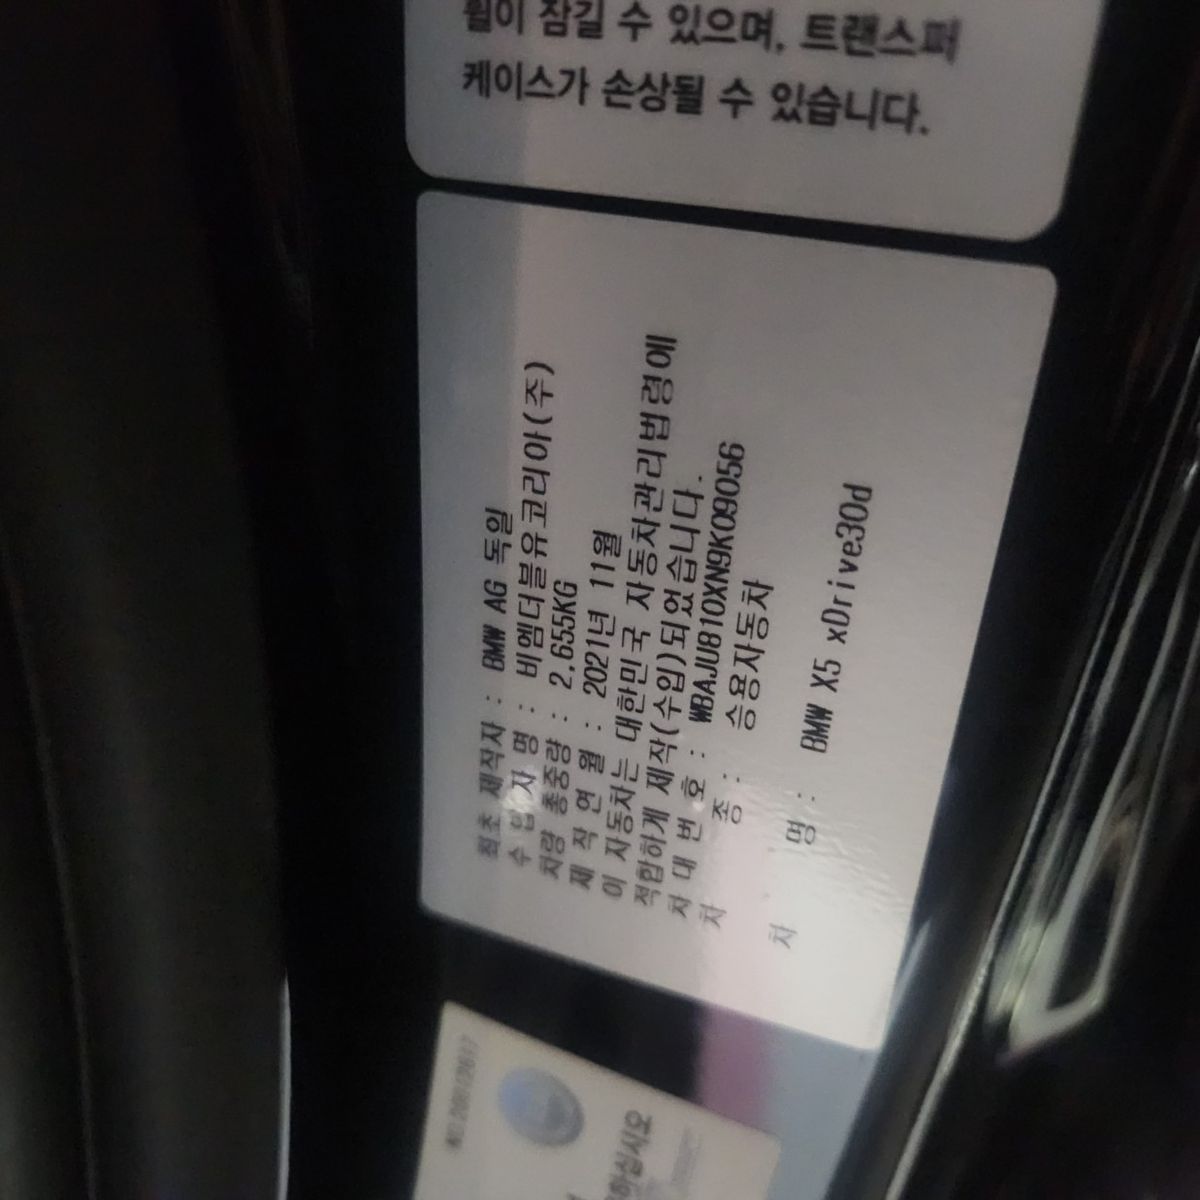 휠이 잠길 수 있으며, 트랜스퍼
케이스가 손상될 수 있습니다.
최초 제작자 : BMW AG 독일
수 입 자 명 : 비엠더블유코리아(주)
차량 총중량 : 2.655KG
제 작 연 월 : 2021년 11월
이 자동차는 대한민국 자동차관리법령에
적합하게 제작(수입)되었습니다.
차 대 번 호 : WBAJU810XN9K09056
차 종 : 승용자동차
차 명 : BMW X5 xDrive30d
하십시오